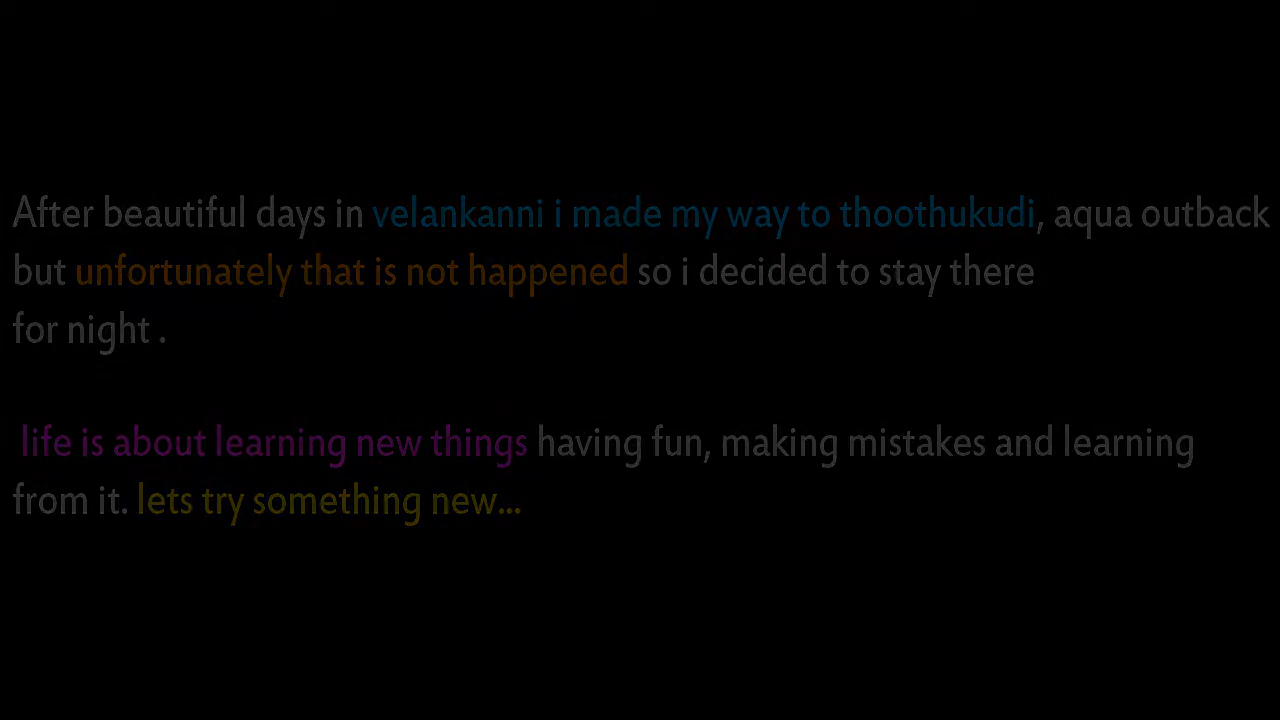 After beautiful days in velankanni i made my way to thoothukudi, aqua outback
but unfortunately that is not happened so i decided to stay there
for night .
life is about learning new things having fun, making mistakes and learning
from it. lets try something new...